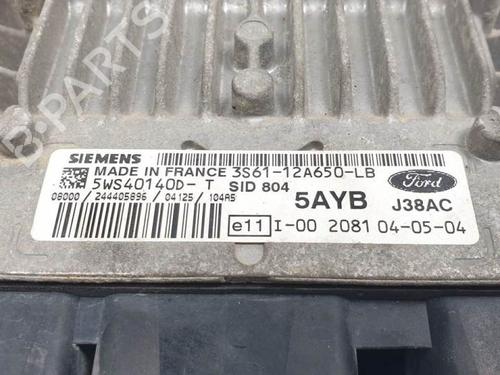 SIEMENS
MADE IN FRANCE 3S61-12A650-LB
5WS40140D-T SID 804
08000 / 244405896 / 04125 / 104A5
5AYB
Ford
J38AC
e11 I-00 2081 04-05-04
B-PARTS